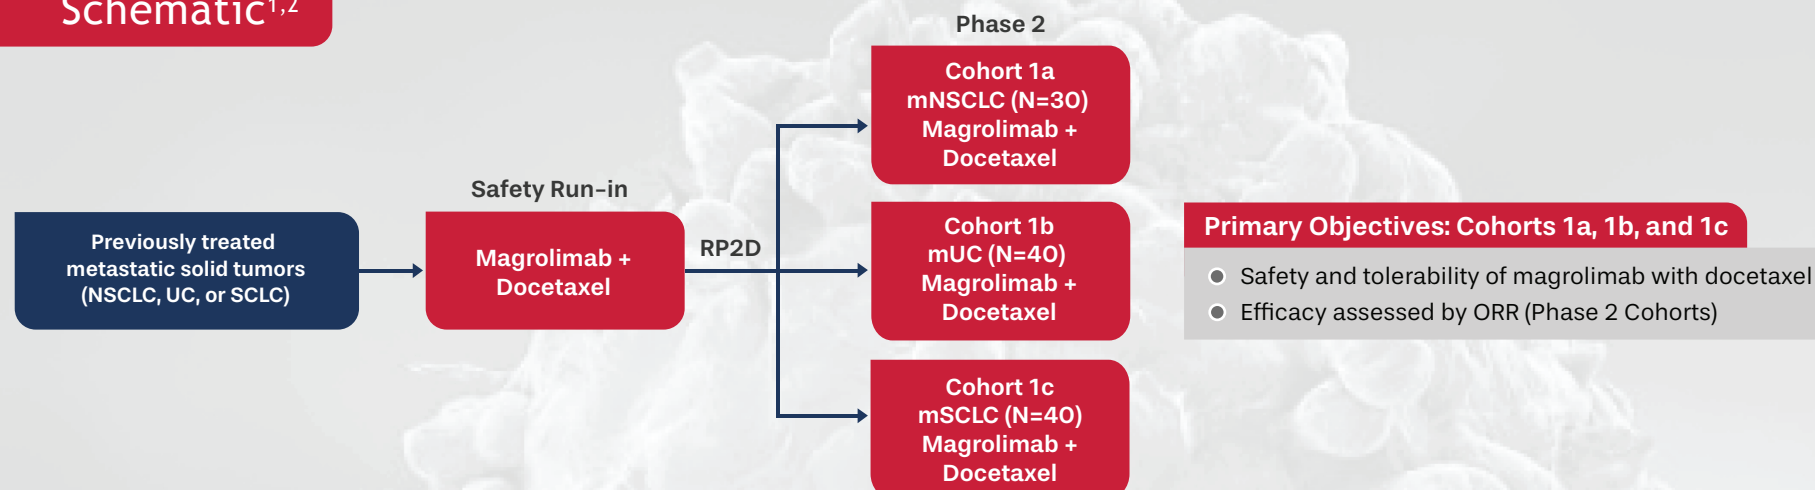 Schematic1,2
Phase 2
Cohort 1a
mNSCLC (N=30)
Magrolimab +
Docetaxel
Safety Run-in
Previously treated
metastatic solid tumors
(NSCLC, UC, or SCLC)
Magrolimab +
Docetaxel
RP2D
Cohort 1b
mUC (N=40)
Magrolimab +
Docetaxel
Primary Objectives: Cohorts 1a, 1b, and 1c
Safety and tolerability of magrolimab with docetaxel
Efficacy assessed by ORR (Phase 2 Cohorts)
Cohort 1c
mSCLC (N=40)
Magrolimab +
Docetaxel